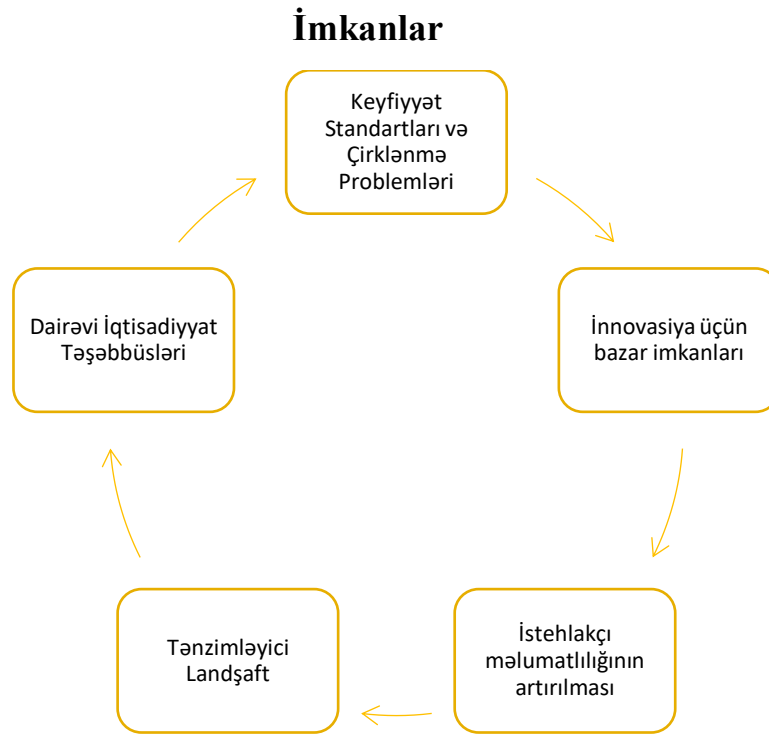 İmkanlar
Keyfiyyət
Standartları və
Çirklənmə
Problemləri
İnnovasiya üçün
bazar imkanları
İstehlakçı
məlumatlılığının
artırılması
Tənzimləyici
Landşaft
Dairəvi İqtisadiyyat
Təşəbbüsləri